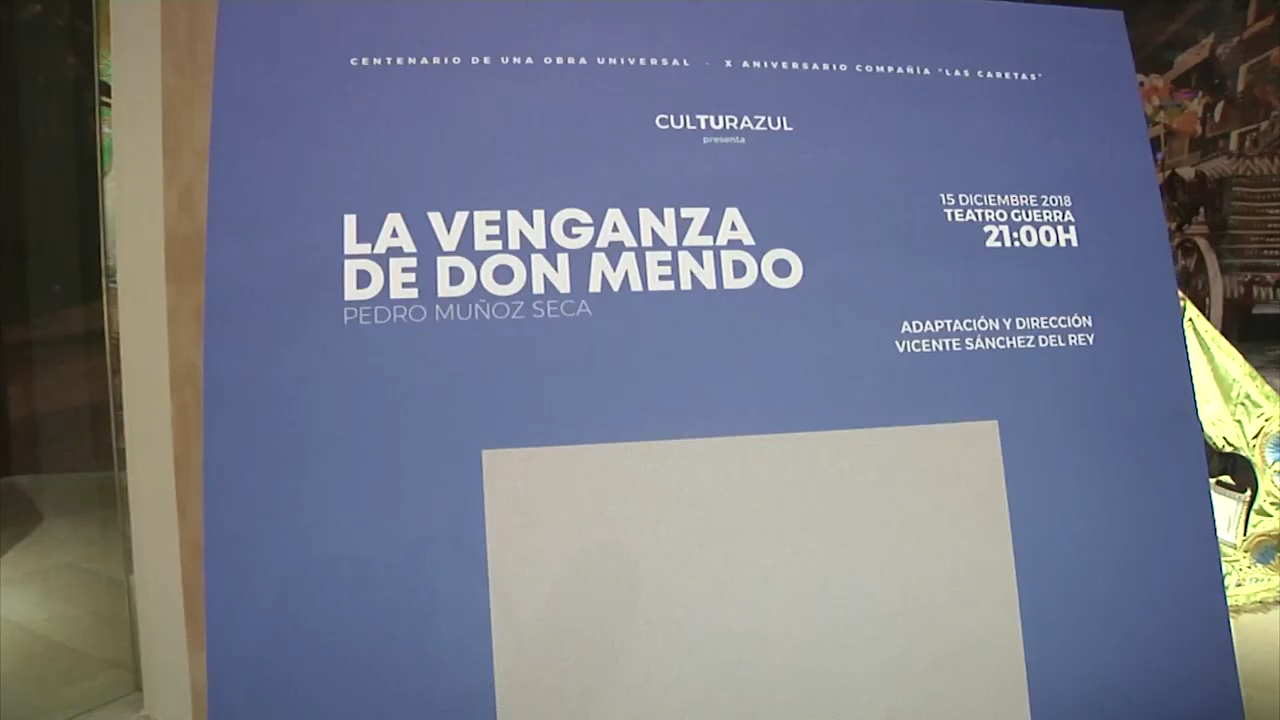 CENTENARIO DE UNA OBRA UNIVERSAL - X ANIVERSARIO COMPAÑÍA "LAS CARETAS"
CULTURAZUL
presenta
LA VENGANZA
DE DON MENDO
PEDRO MUÑOZ SECA
15 DICIEMBRE 2018
TEATRO GUERRA
21:00H
ADAPTACIÓN Y DIRECCIÓN
VICENTE SÁNCHEZ DEL REY